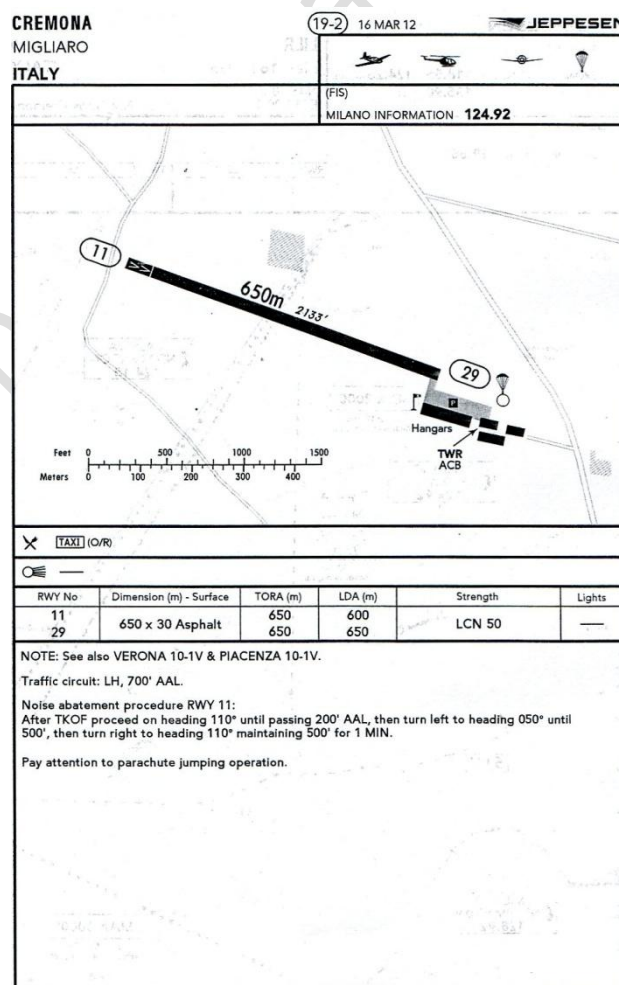 CREMONA
MIGLIARO
ITALY
19-2 16 MAR 12 JEPPESEN
(FIS)
MILANO INFORMATION 124.92
11
650m 2133'
29
P
Hangars
TWR
ACB
Feet 0 500 1000 1500
Meters 0 100 200 300 400
TAXI (O/R)
RWY No Dimension (m) - Surface TORA (m) LDA (m) Strength Lights
11 650 x 30 Asphalt 650 600 LCN 50 —
29 650 650
NOTE: See also VERONA 10-1V & PIACENZA 10-1V.
Traffic circuit: LH, 700' AAL.
Noise abatement procedure RWY 11:
After TKOF proceed on heading 110° until passing 200' AAL, then turn left to heading 050° until
500', then turn right to heading 110° maintaining 500' for 1 MIN.
Pay attention to parachute jumping operation.